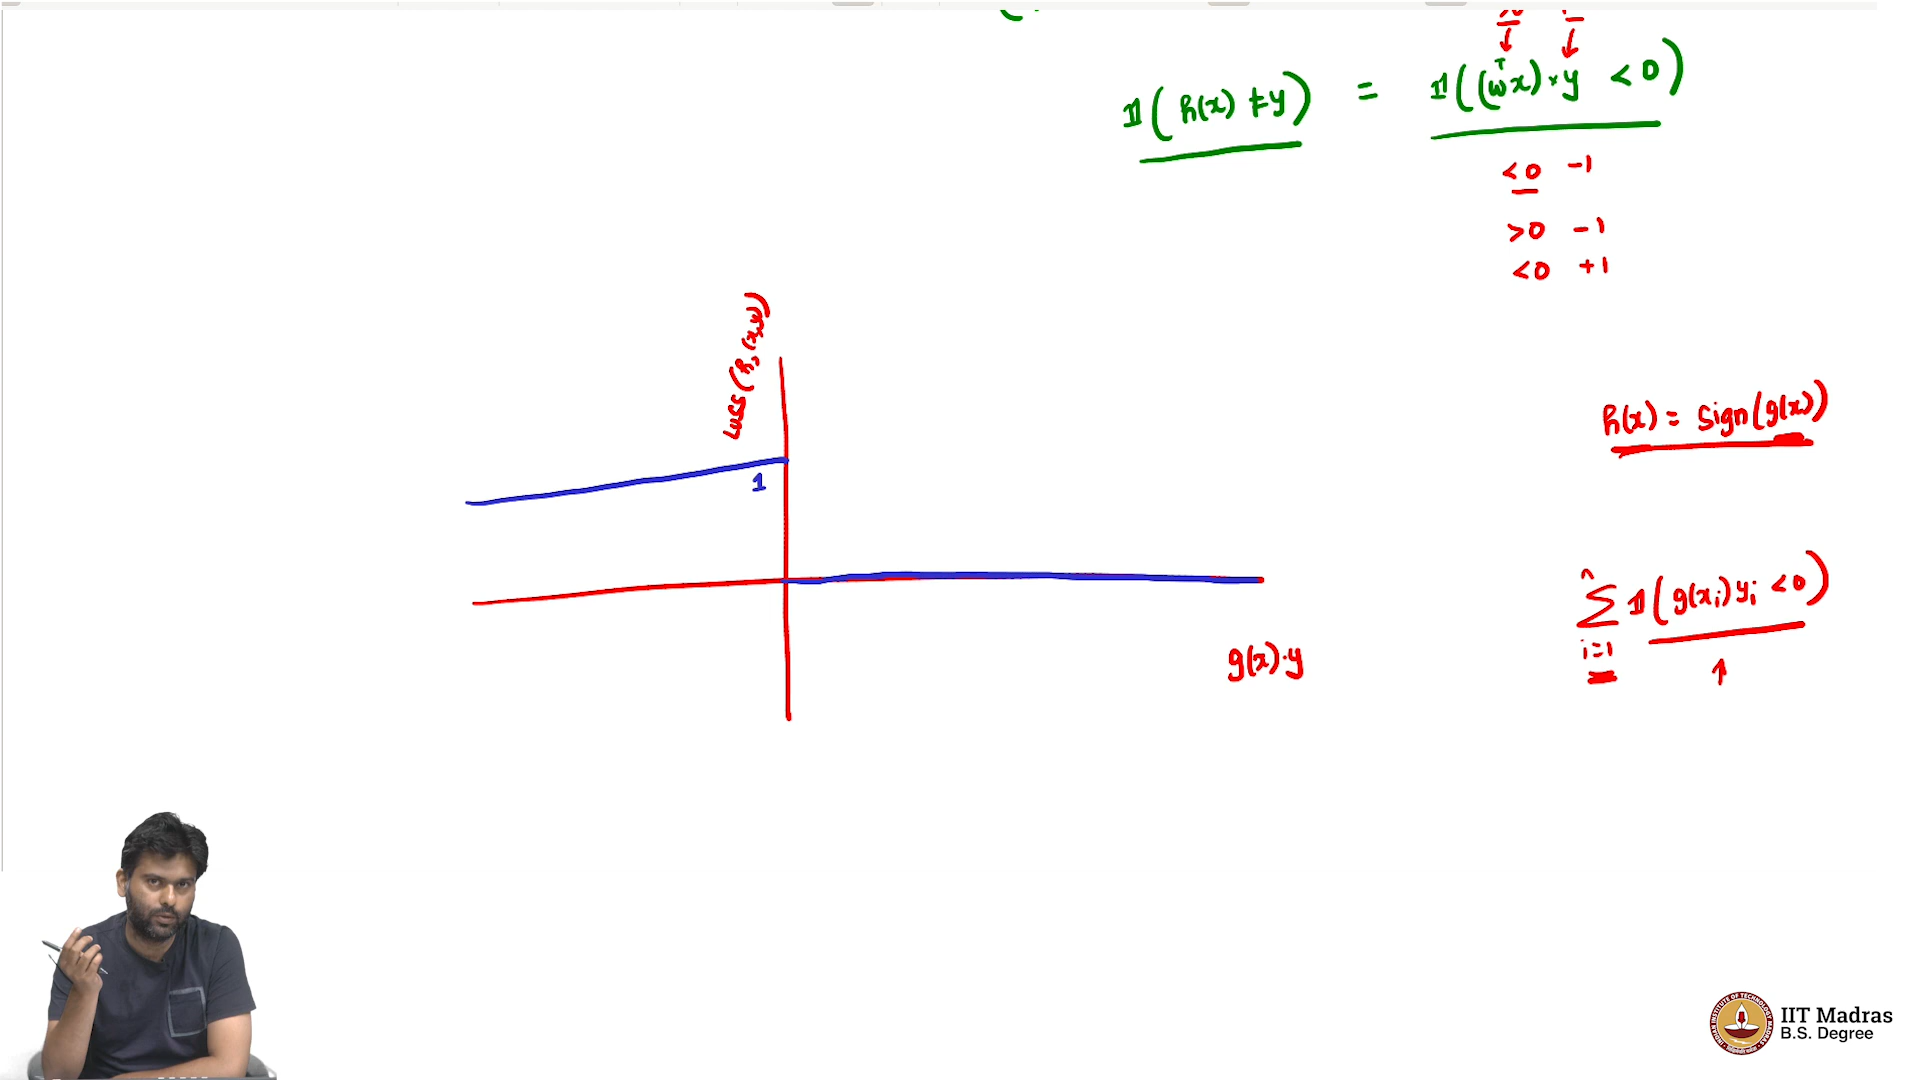 𝟙( h(x) ≠ y) = 𝟙( (wᵀx)·y < 0 )
<0 -1
>0 -1
<0 +1
Loss (h, (x,y))
1
h(x) = sign(g(x))
n
∑ 𝟙( g(xᵢ) yᵢ < 0 )
i=1
1
g(x)·y
IIT Madras
B.S. Degree